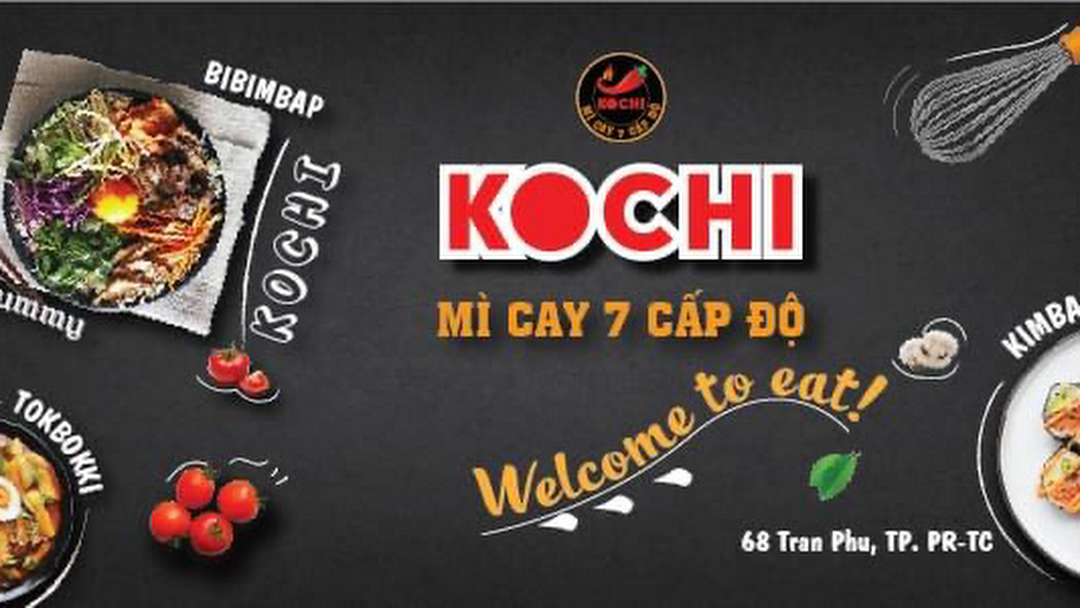 BIBIMBAP
KOCHI
ummy
TOKBOKKI
KOCHI
MÌ CAY 7 CẤP ĐỘ
KOCHI
MÌ CAY 7 CẤP ĐỘ
Welcome to eat!
68 Tran Phu, TP. PR-TC
KIMBA